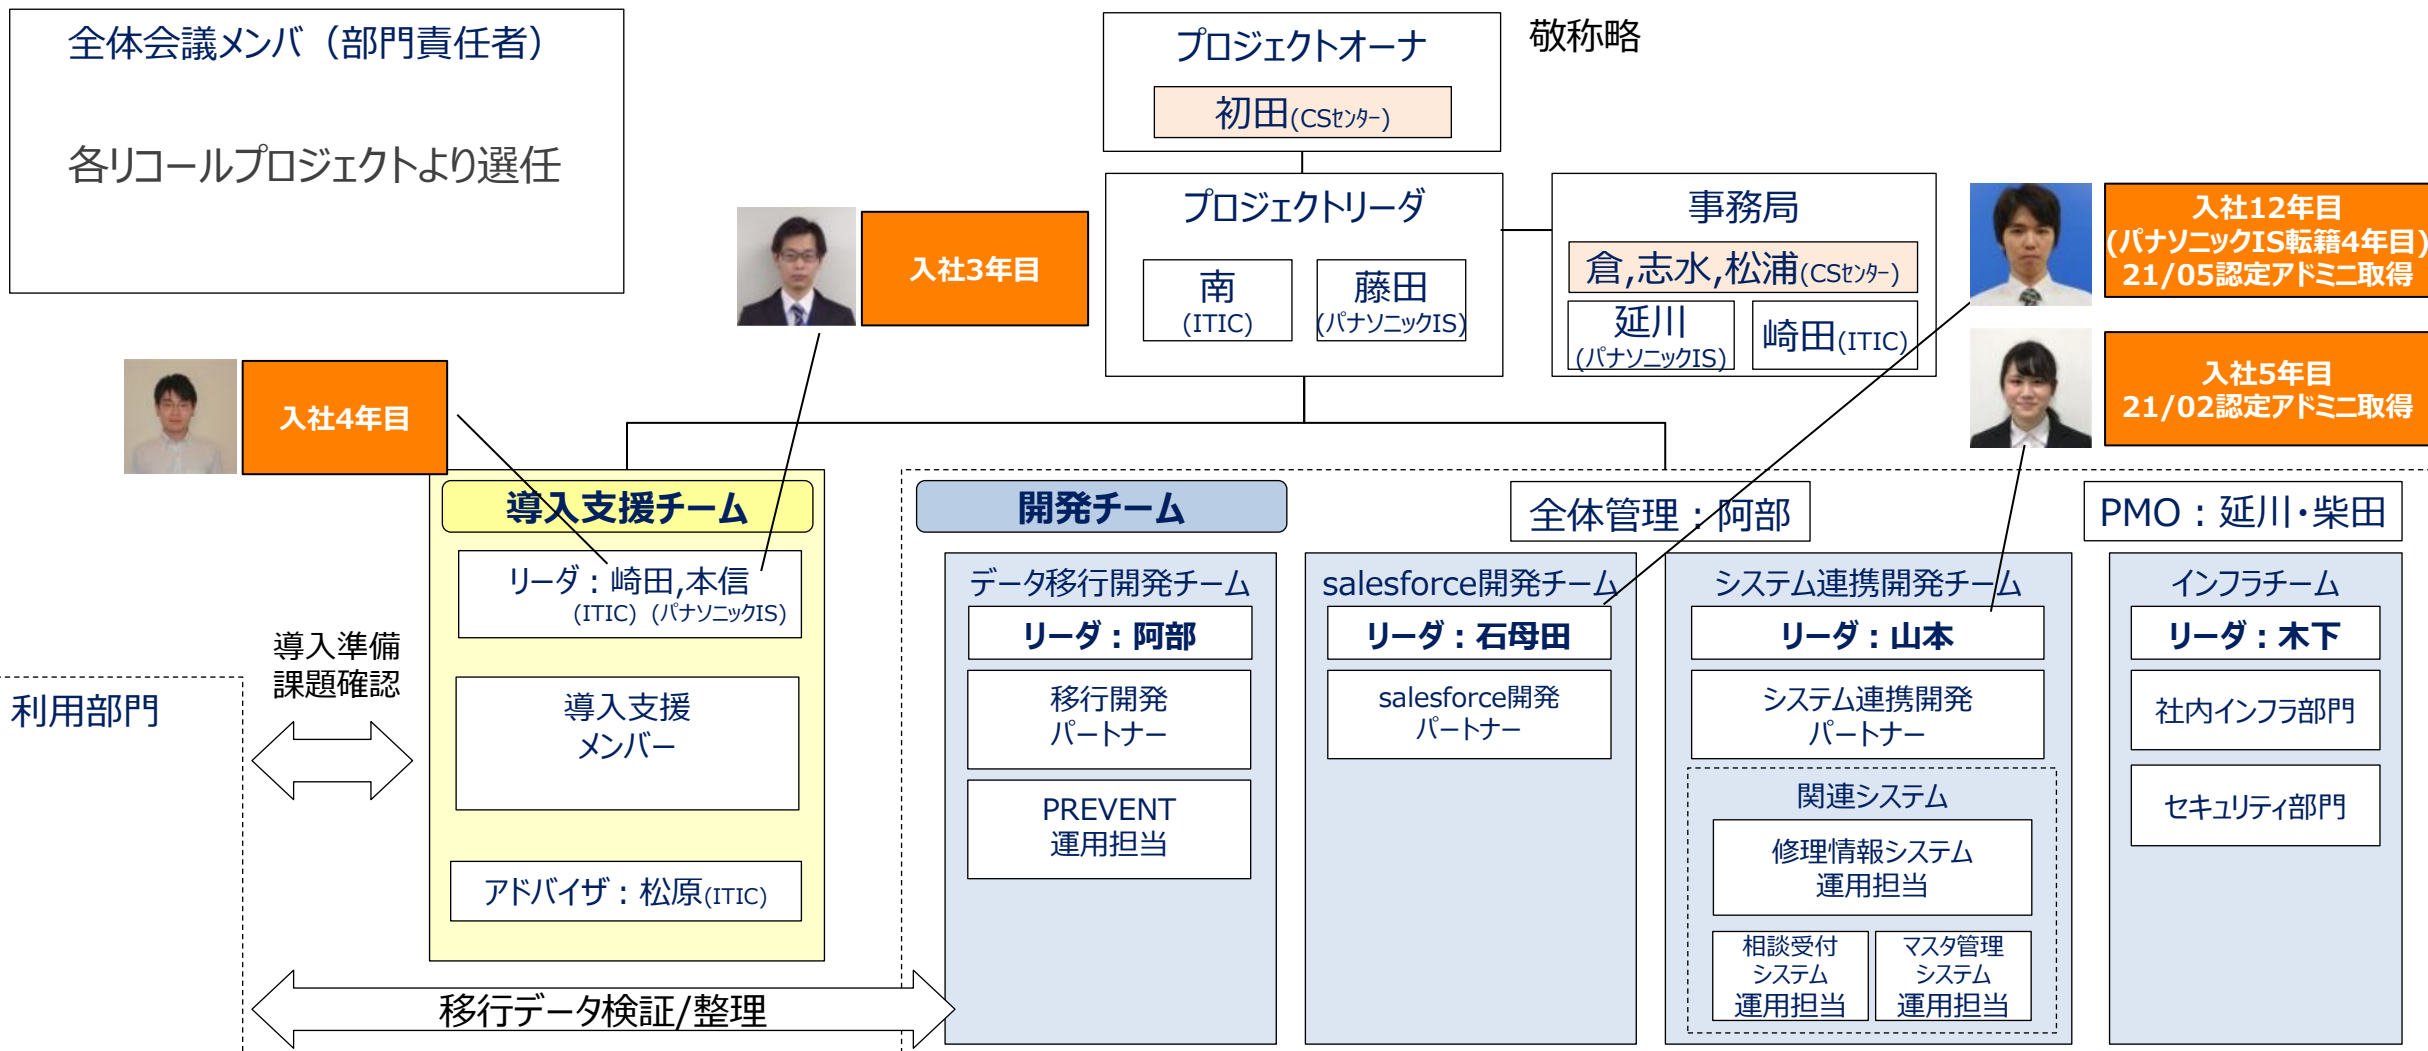 全体会議メンバ（部門責任者）
各リコールプロジェクトより選任
プロジェクトオーナ
初田(CSｾﾝﾀｰ)
敬称略
プロジェクトリーダ
南
(ITIC)
藤田
(パナソニックIS)
事務局
倉,志水,松浦(CSｾﾝﾀｰ)
延川
(パナソニックIS)
崎田(ITIC)
入社3年目
入社12年目
(パナソニックIS転籍4年目)
21/05認定アドミニ取得
入社4年目
入社5年目
21/02認定アドミニ取得
導入支援チーム
リーダ：崎田,本信
(ITIC) (パナソニックIS)
導入支援
メンバー
アドバイザ：松原(ITIC)
導入準備
課題確認
利用部門
移行データ検証/整理
開発チーム
全体管理：阿部
PMO：延川・柴田
データ移行開発チーム
リーダ：阿部
移行開発
パートナー
PREVENT
運用担当
salesforce開発チーム
リーダ：石母田
salesforce開発
パートナー
システム連携開発チーム
リーダ：山本
システム連携開発
パートナー
関連システム
修理情報システム
運用担当
相談受付
システム
運用担当
マスタ管理
システム
運用担当
インフラチーム
リーダ：木下
社内インフラ部門
セキュリティ部門